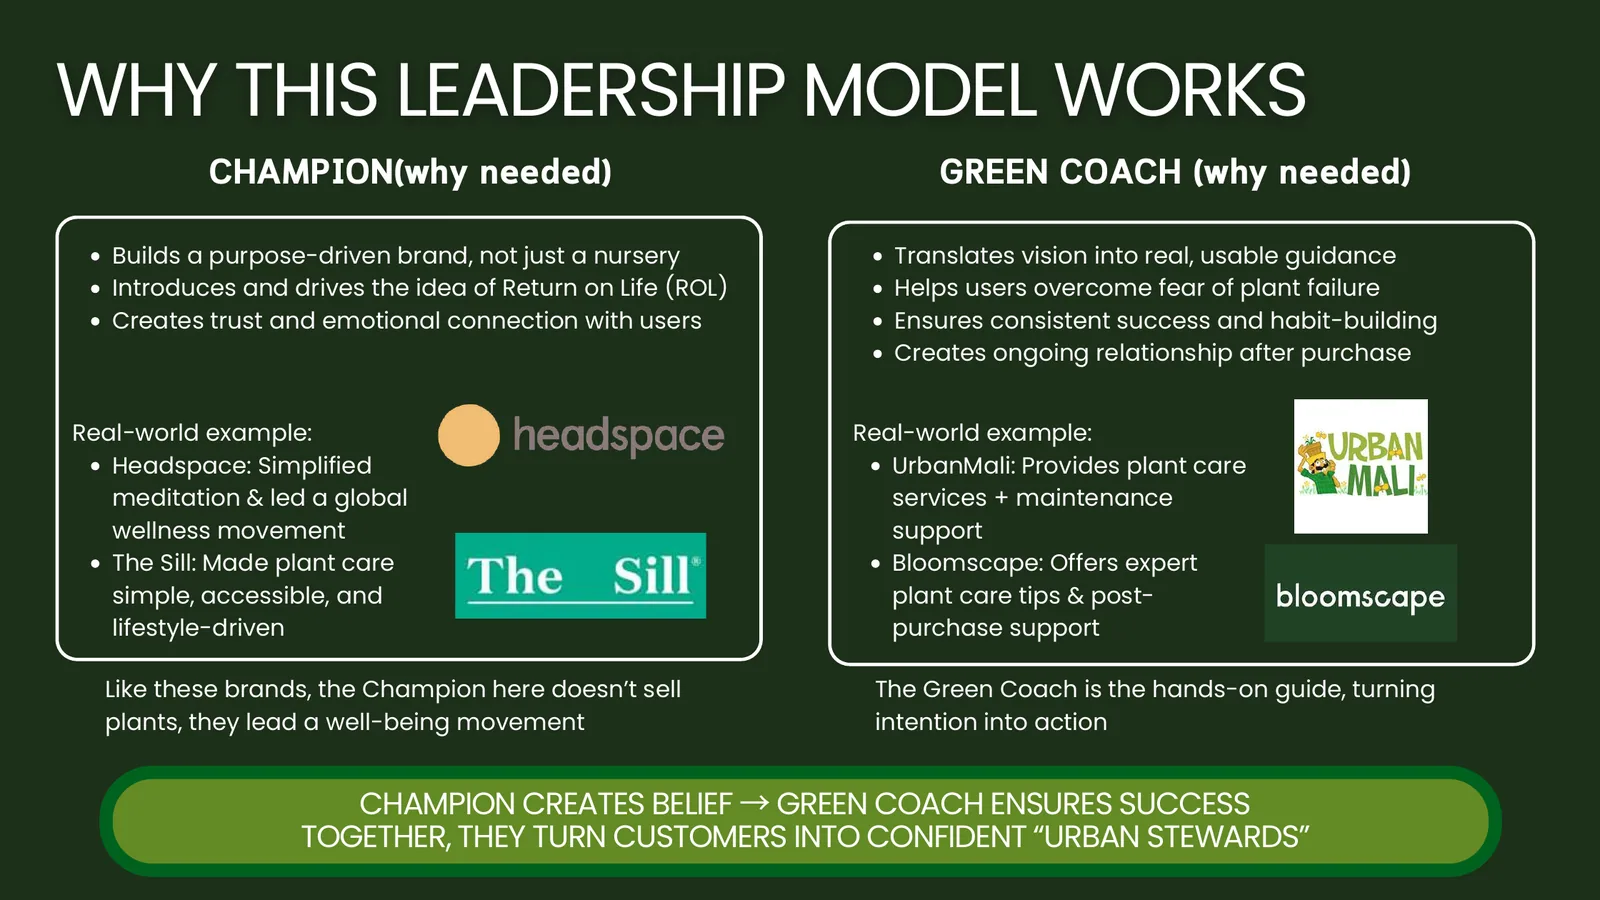 WHY THIS LEADERSHIP MODEL WORKS
CHAMPION(why needed)
• Builds a purpose-driven brand, not just a nursery
• Introduces and drives the idea of Return on Life (ROL)
• Creates trust and emotional connection with users
Real-world example:
• Headspace: Simplified
meditation & led a global
wellness movement
• The Sill: Made plant care
simple, accessible, and
lifestyle-driven
headspace
The Sill®
Like these brands, the Champion here doesn’t sell
plants, they lead a well-being movement
GREEN COACH (why needed)
• Translates vision into real, usable guidance
• Helps users overcome fear of plant failure
• Ensures consistent success and habit-building
• Creates ongoing relationship after purchase
Real-world example:
• UrbanMali: Provides plant care
services + maintenance
support
• Bloomscape: Offers expert
plant care tips & post-
purchase support
URBAN
MALI
bloomscape
The Green Coach is the hands-on guide, turning
intention into action
CHAMPION CREATES BELIEF → GREEN COACH ENSURES SUCCESS
TOGETHER, THEY TURN CUSTOMERS INTO CONFIDENT “URBAN STEWARDS”